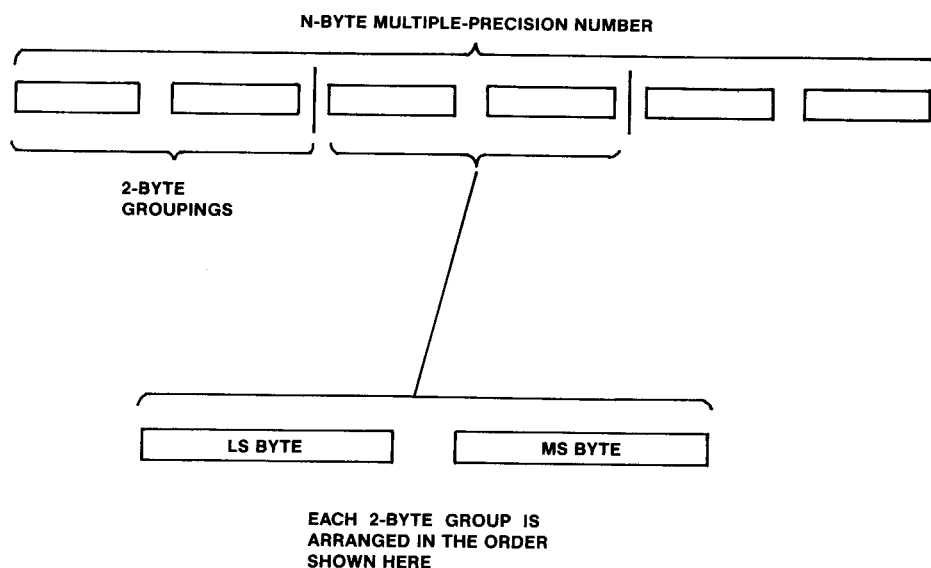 N-BYTE MULTIPLE-PRECISION NUMBER
2-BYTE
GROUPINGS
LS BYTE
MS BYTE
EACH 2-BYTE GROUP IS
ARRANGED IN THE ORDER
SHOWN HERE